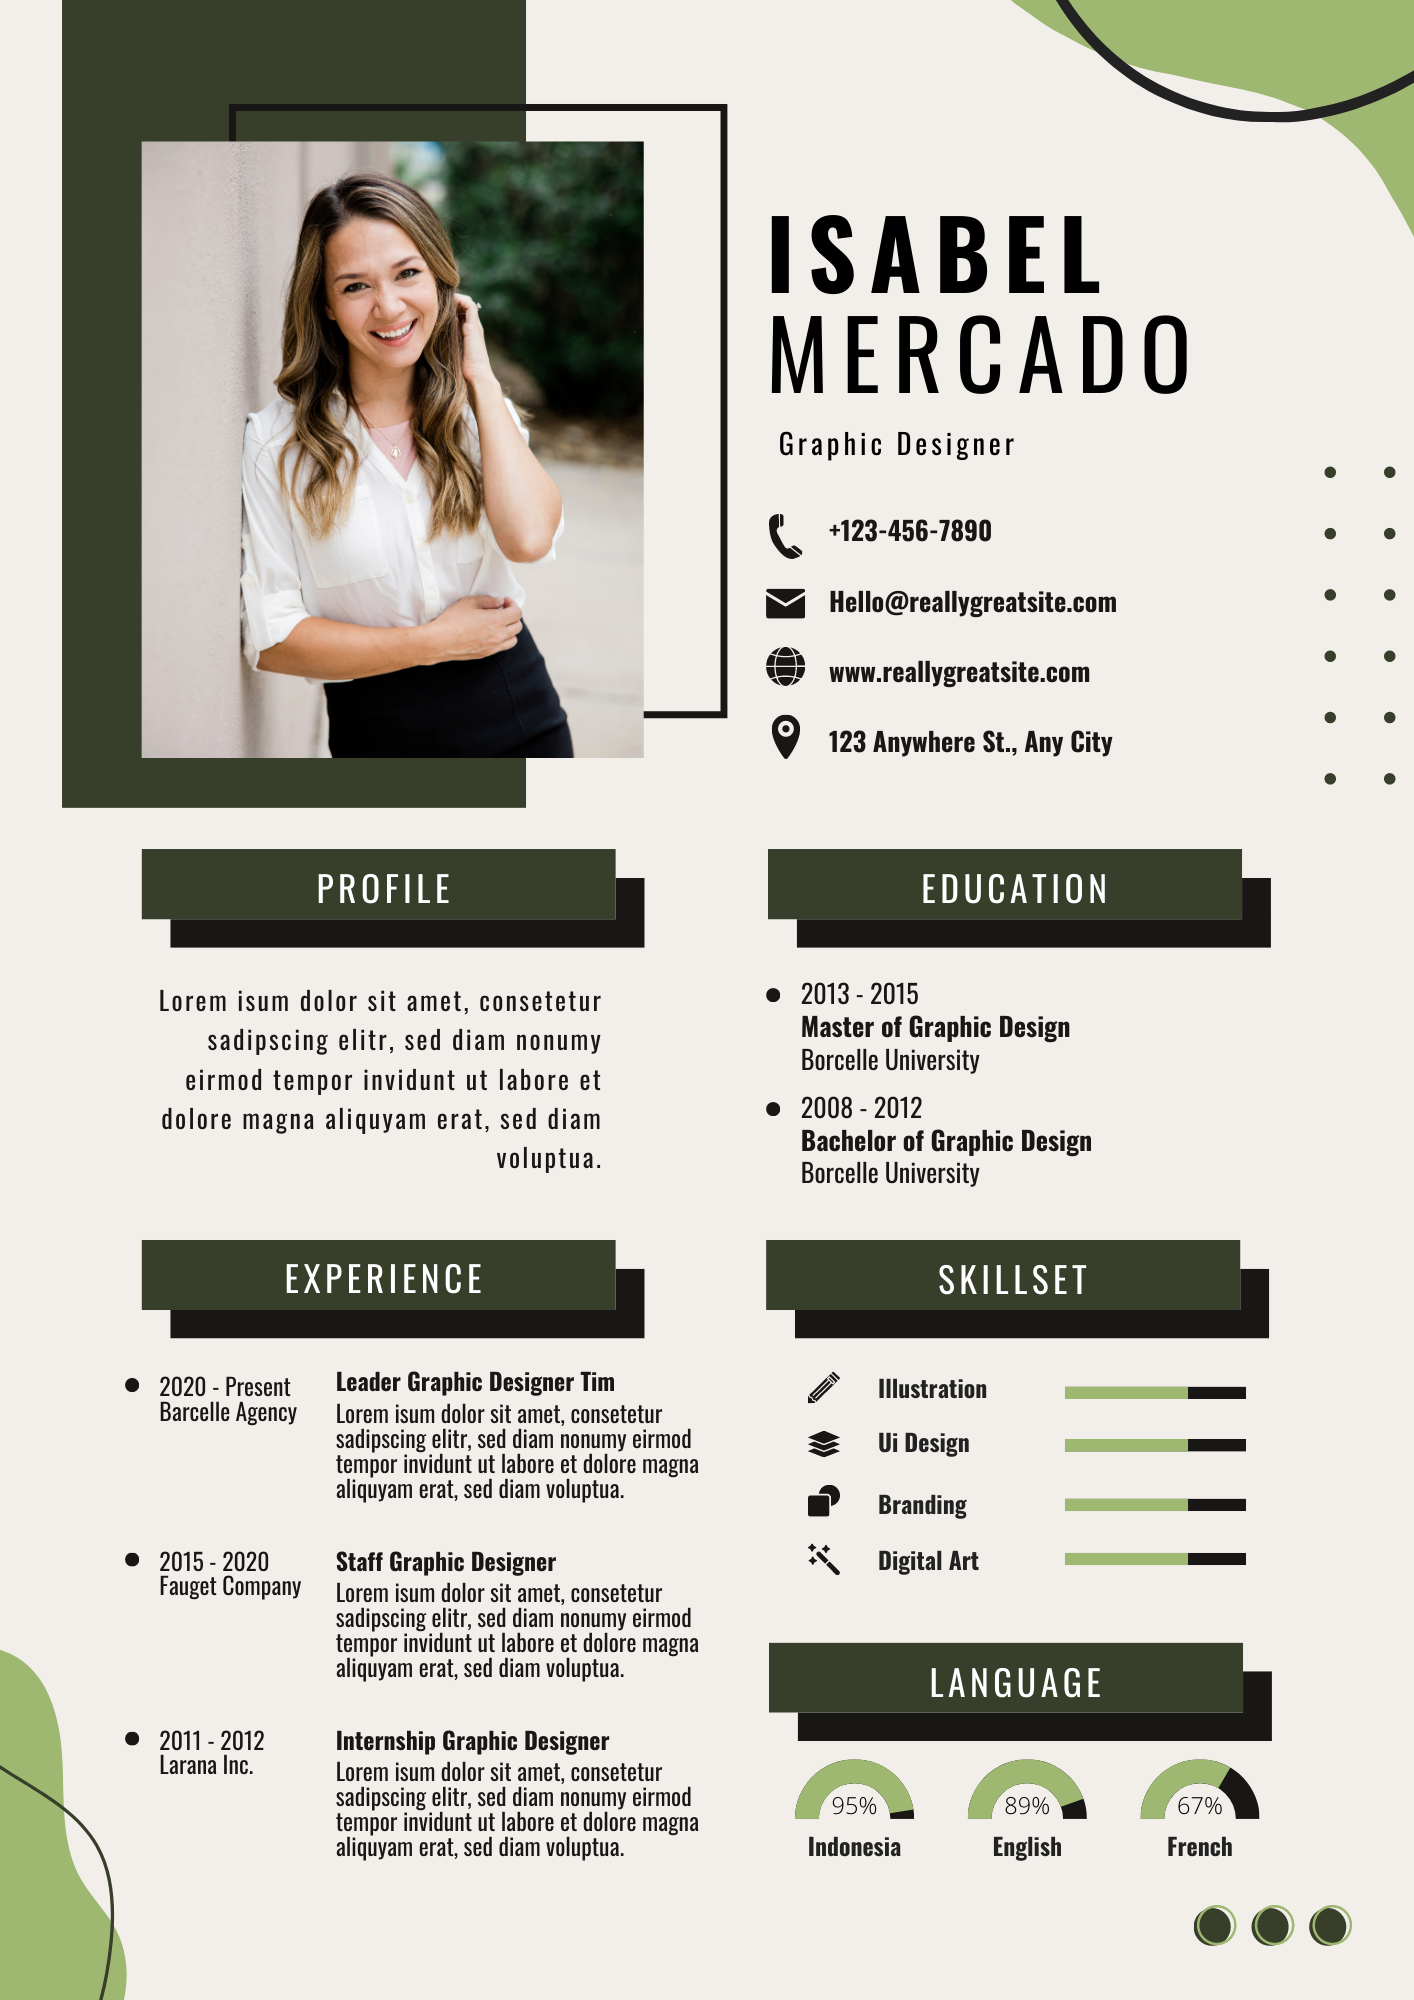 ISABEL
MERCADO
Graphic Designer
+123-456-7890
Hello@reallygreatsite.com
www.reallygreatsite.com
123 Anywhere St., Any City
PROFILE
Lorem isum dolor sit amet, consetetur
sadipscing elitr, sed diam nonumy
eirmod tempor invidunt ut labore et
dolore magna aliquyam erat, sed diam
voluptua.
EDUCATION
2013 - 2015
Master of Graphic Design
Borcelle University
2008 - 2012
Bachelor of Graphic Design
Borcelle University
EXPERIENCE
2020 - Present
Barcelle Agency
Leader Graphic Designer Tim
Lorem isum dolor sit amet, consetetur
sadipscing elitr, sed diam nonumy eirmod
tempor invidunt ut labore et dolore magna
aliquyam erat, sed diam voluptua.
2015 - 2020
Fauget Company
Staff Graphic Designer
Lorem isum dolor sit amet, consetetur
sadipscing elitr, sed diam nonumy eirmod
tempor invidunt ut labore et dolore magna
aliquyam erat, sed diam voluptua.
2011 - 2012
Larana Inc.
Internship Graphic Designer
Lorem isum dolor sit amet, consetetur
sadipscing elitr, sed diam nonumy eirmod
tempor invidunt ut labore et dolore magna
aliquyam erat, sed diam voluptua.
SKILLSET
Illustration
Ui Design
Branding
Digital Art
LANGUAGE
95%
Indonesia
89%
English
67%
French